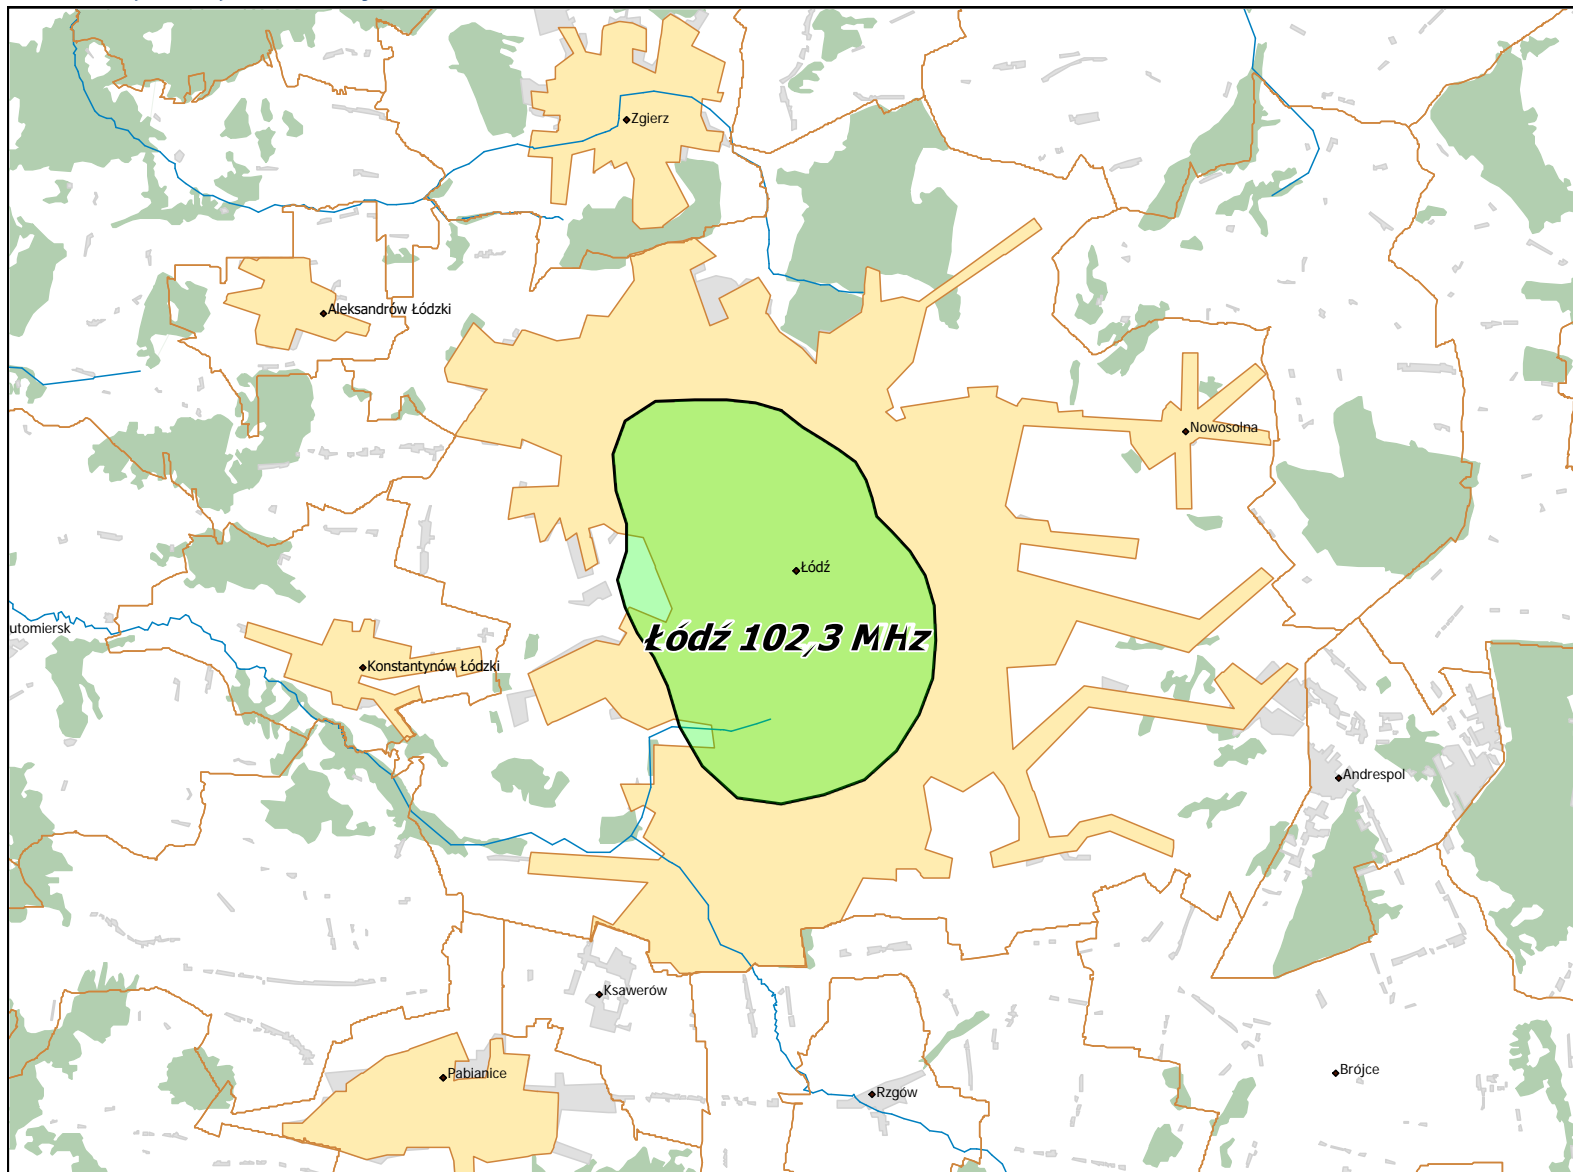 Zgierz
Aleksandrów Łódzki
Nowosolna
Łódź
Łódź 102,3 MHz
utomiersk
Konstantynów Łódzki
Andrespol
Ksawerów
Pabianice
Rzgów
Brójce